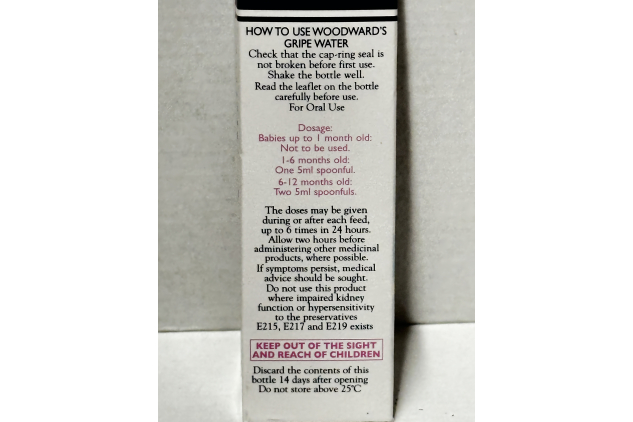 HOW TO USE WOODWARD'S
GRIPE WATER
Check that the cap-ring seal is
not broken before first use.
Shake the bottle well.
Read the leaflet on the bottle
carefully before use.
For Oral Use
Dosage:
Babies up to 1 month old:
Not to be used.
1-6 months old:
One 5ml spoonful.
6-12 months old:
Two 5ml spoonfuls.
The doses may be given
during or after each feed,
up to 6 times in 24 hours.
Allow two hours before
administering other medicinal
products, where possible.
If symptoms persist, medical
advice should be sought.
Do not use this product
where impaired kidney
function or hypersensitivity
to the preservatives
E215, E217 and E219 exists
KEEP OUT OF THE SIGHT
AND REACH OF CHILDREN
Discard the contents of this
bottle 14 days after opening
Do not store above 25°C